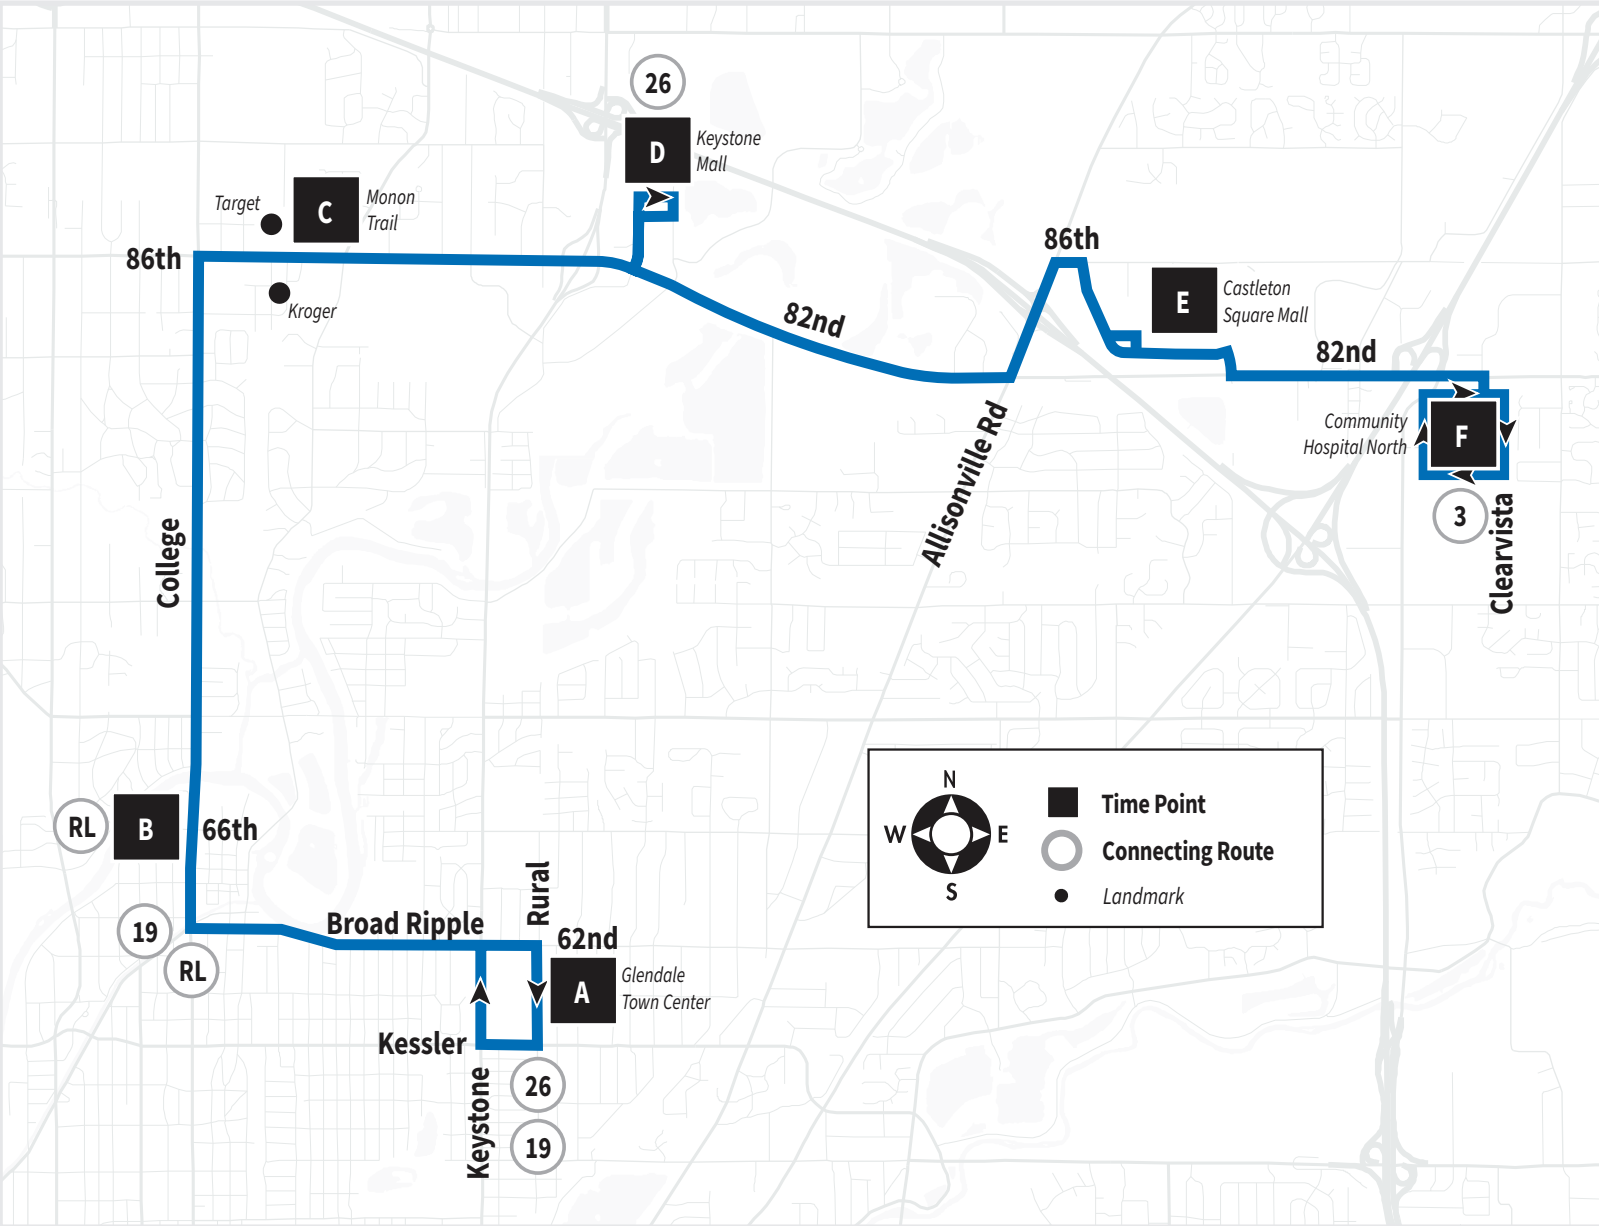 26
D
Keystone
Mall
Target
C
Monon
Trail
86th
Kroger
86th
82nd
E
Castleton
Square Mall
82nd
Community
Hospital North
F
3
Clearvista
Allisonville Rd
College
RL
B
66th
19
RL
Broad Ripple
Rural
62nd
A
Glendale
Town Center
Kessler
Keystone
26
19
N
W
E
S
Time Point
Connecting Route
Landmark